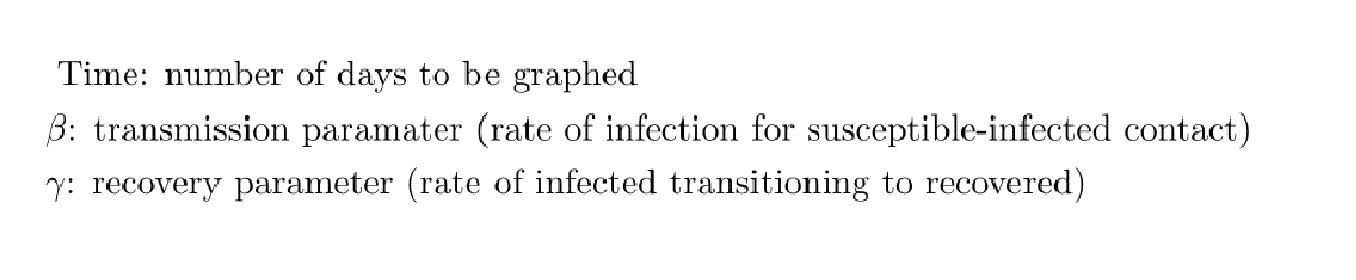 Time: number of days to be graphed
β: transmission paramater (rate of infection for susceptible-infected contact)
γ: recovery parameter (rate of infected transitioning to recovered)